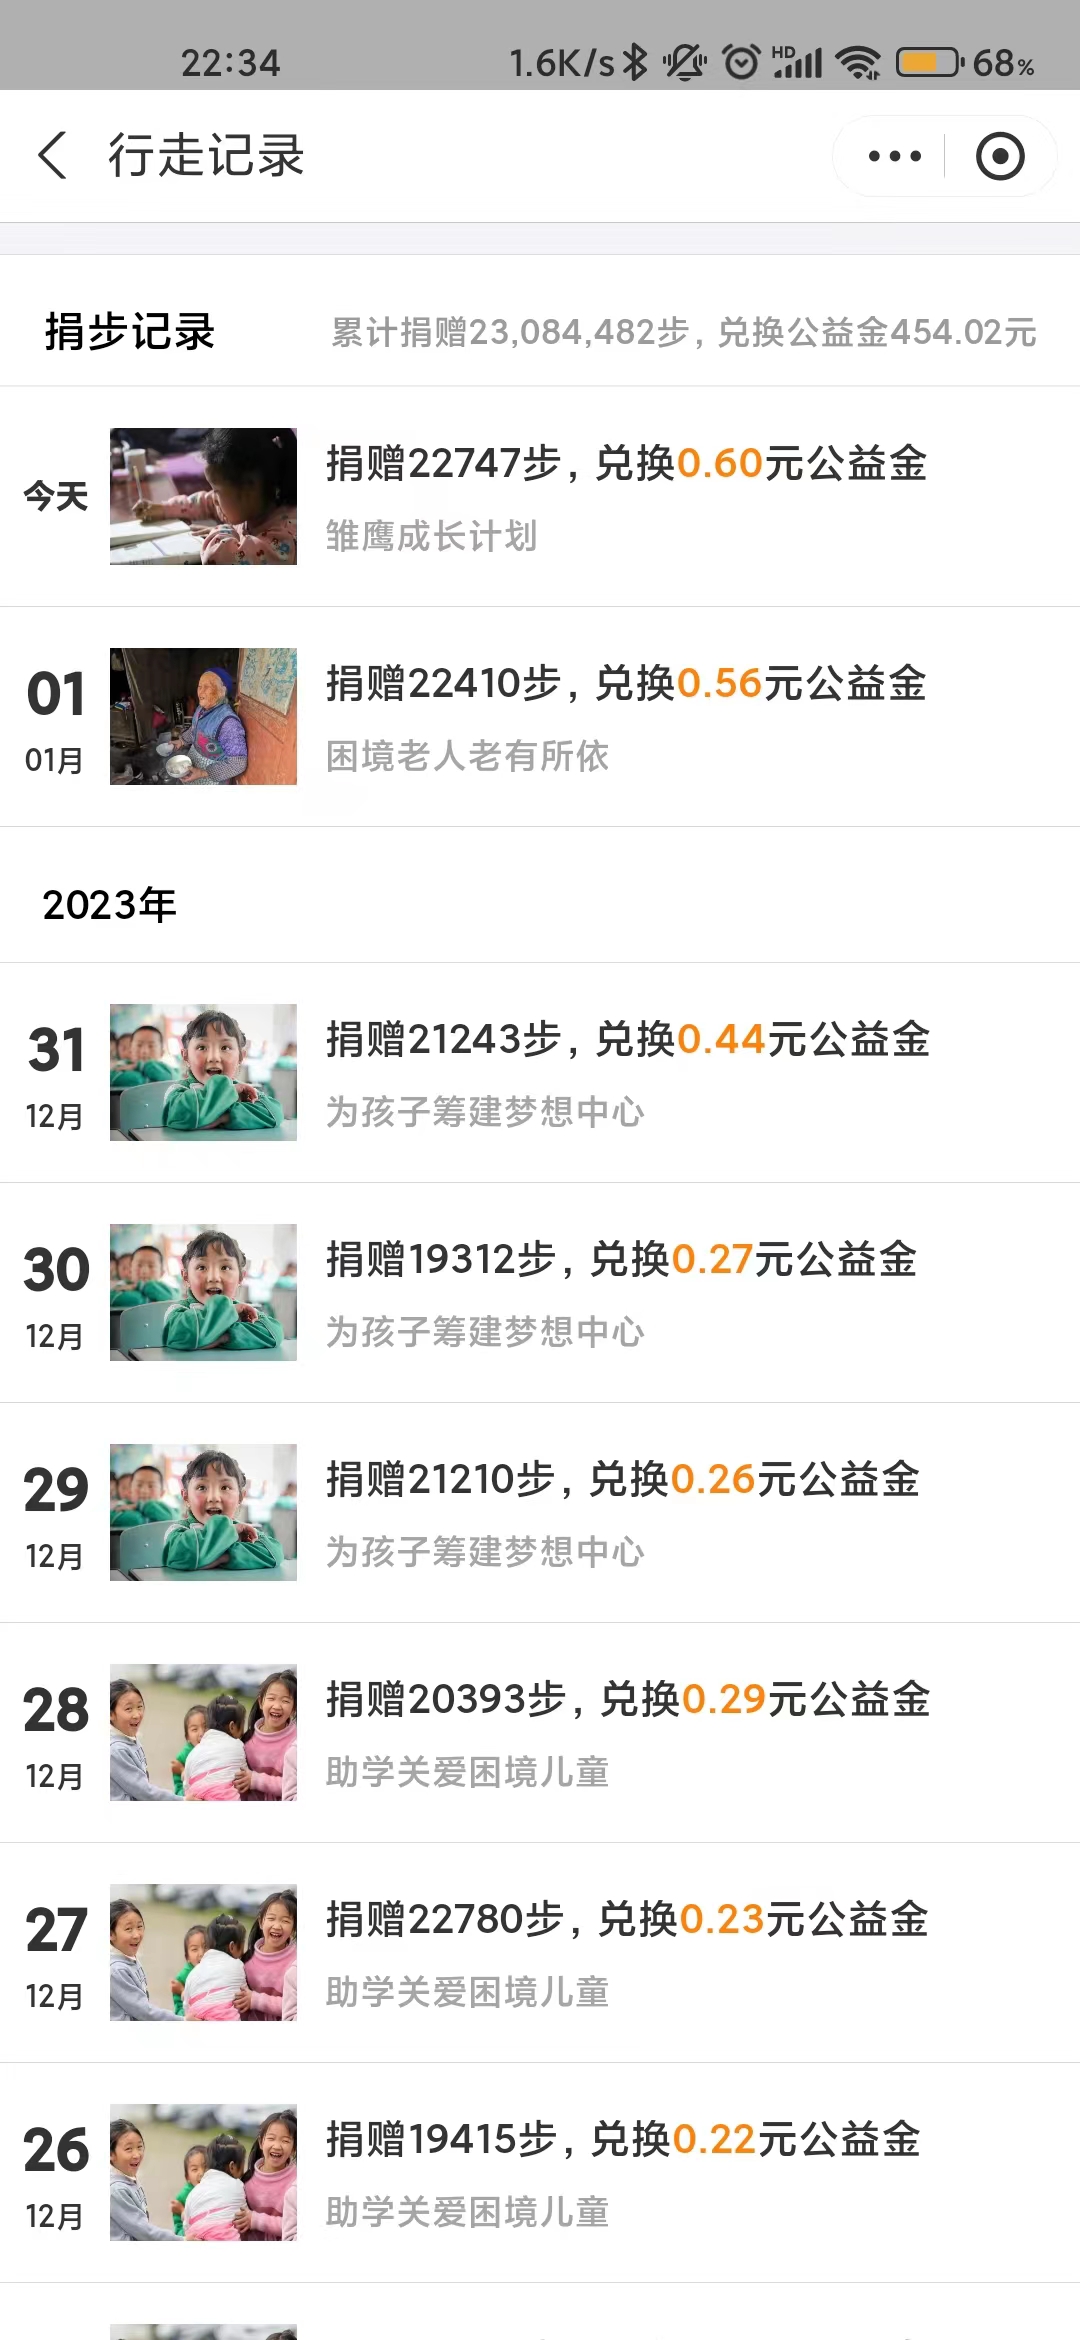 22:34 1.6K/s HD 68%
行走记录
捐步记录 累计捐赠23,084,482步, 兑换公益金454.02元
今天 捐赠22747步, 兑换0.60元公益金
雏鹰成长计划
01 捐赠22410步, 兑换0.56元公益金
01月 困境老人老有所依
2023年
31 捐赠21243步, 兑换0.44元公益金
12月 为孩子筹建梦想中心
30 捐赠19312步, 兑换0.27元公益金
12月 为孩子筹建梦想中心
29 捐赠21210步, 兑换0.26元公益金
12月 为孩子筹建梦想中心
28 捐赠20393步, 兑换0.29元公益金
12月 助学关爱困境儿童
27 捐赠22780步, 兑换0.23元公益金
12月 助学关爱困境儿童
26 捐赠19415步, 兑换0.22元公益金
12月 助学关爱困境儿童